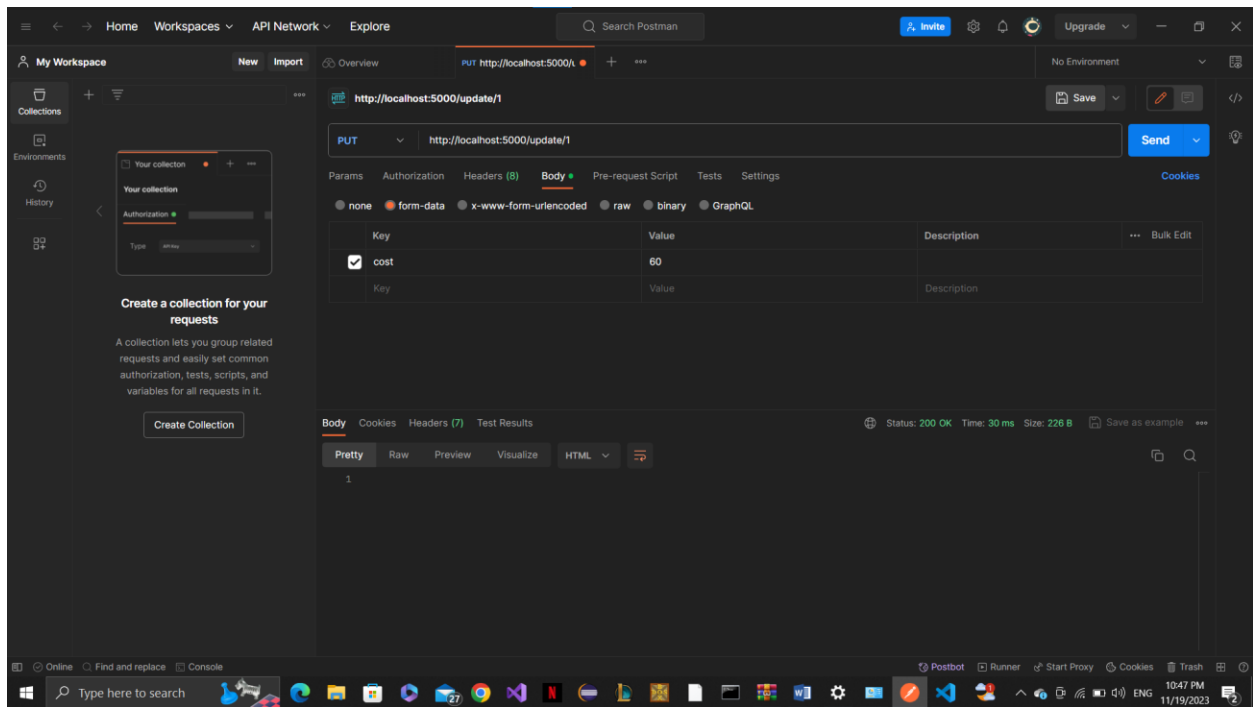 Home Workspaces API Network Explore Search Postman Invite Upgrade
My Workspace New Import Overview PUT http://localhost:5000/u No Environment
Collections
Environments
History
Your collecton
Your collection
Authorization
Type API Key
Create a collection for your
requests
A collection lets you group related
requests and easily set common
authorization, tests, scripts, and
variables for all requests in it.
Create Collection
HTTP http://localhost:5000/update/1 Save
PUT http://localhost:5000/update/1 Send
Params Authorization Headers (8) Body Pre-request Script Tests Settings Cookies
none form-data x-www-form-urlencoded raw binary GraphQL
Key Value Description Bulk Edit
cost 60
Key Value Description
Body Cookies Headers (7) Test Results Status: 200 OK Time: 30 ms Size: 226 B Save as example
Pretty Raw Preview Visualize HTML
1
Online Find and replace Console Postbot Runner Start Proxy Cookies Trash
Type here to search 27 N ENG 10:47 PM
11/19/2023 2